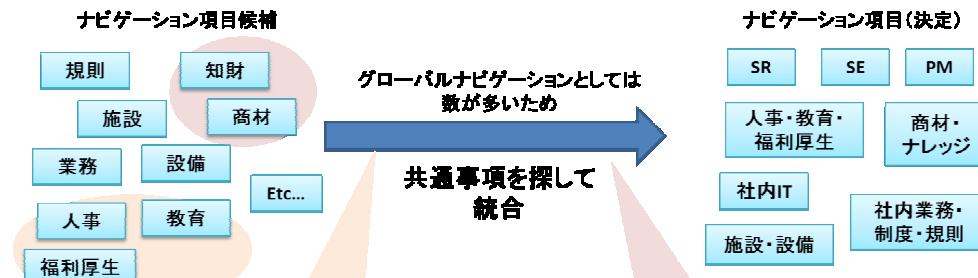 ナビゲーション項目候補
規則
知財
施設
商材
業務
設備
Etc...
人事
教育
福利厚生
グローバルナビゲーションとしては
数が多いため
共通事項を探して
統合
ナビゲーション項目(決定)
SR
SE
PM
人事・教育・
福利厚生
商材・
ナレッジ
社内IT
社内業務・
制度・規則
施設・設備